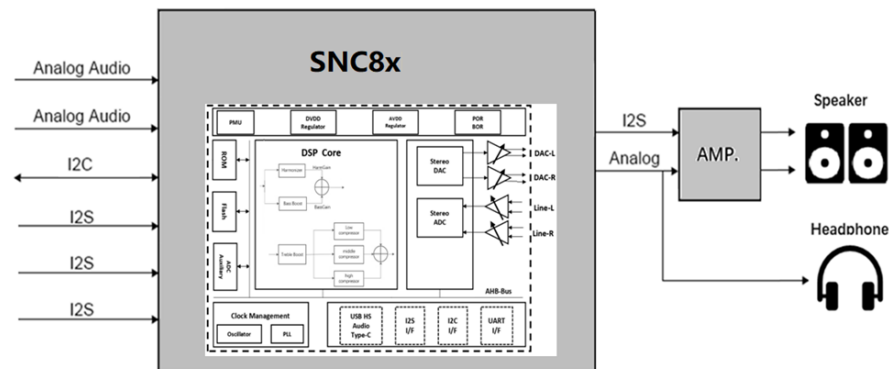 SNC8x
Analog Audio
Analog Audio
I2C
I2S
I2S
I2S
PMU
DVDD
Regulator
AVDD
Regulator
POR
BOR
ROM
Flash
ADC
Auxiliary
DSP Core
Harmonizer
HarmGain
Bass Boost
BassGain
Treble Boost
Low
compressor
middle
compressor
high
compressor
Stereo
DAC
Stereo
ADC
DAC-L
DAC-R
Line-L
Line-R
AHB-Bus
Clock Management
Oscillator
PLL
USB HS
Audio
Type-C
I2S
I/F
I2C
I/F
UART
I/F
I2S
Analog
AMP.
Speaker
Headphone